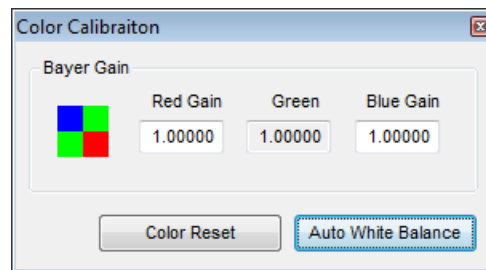 Color Calibraiton
Bayer Gain
Red Gain Green Blue Gain
1.00000 1.00000 1.00000
Color Reset Auto White Balance